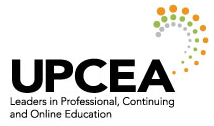 UPCEA
Leaders in Professional, Continuing
and Online Education